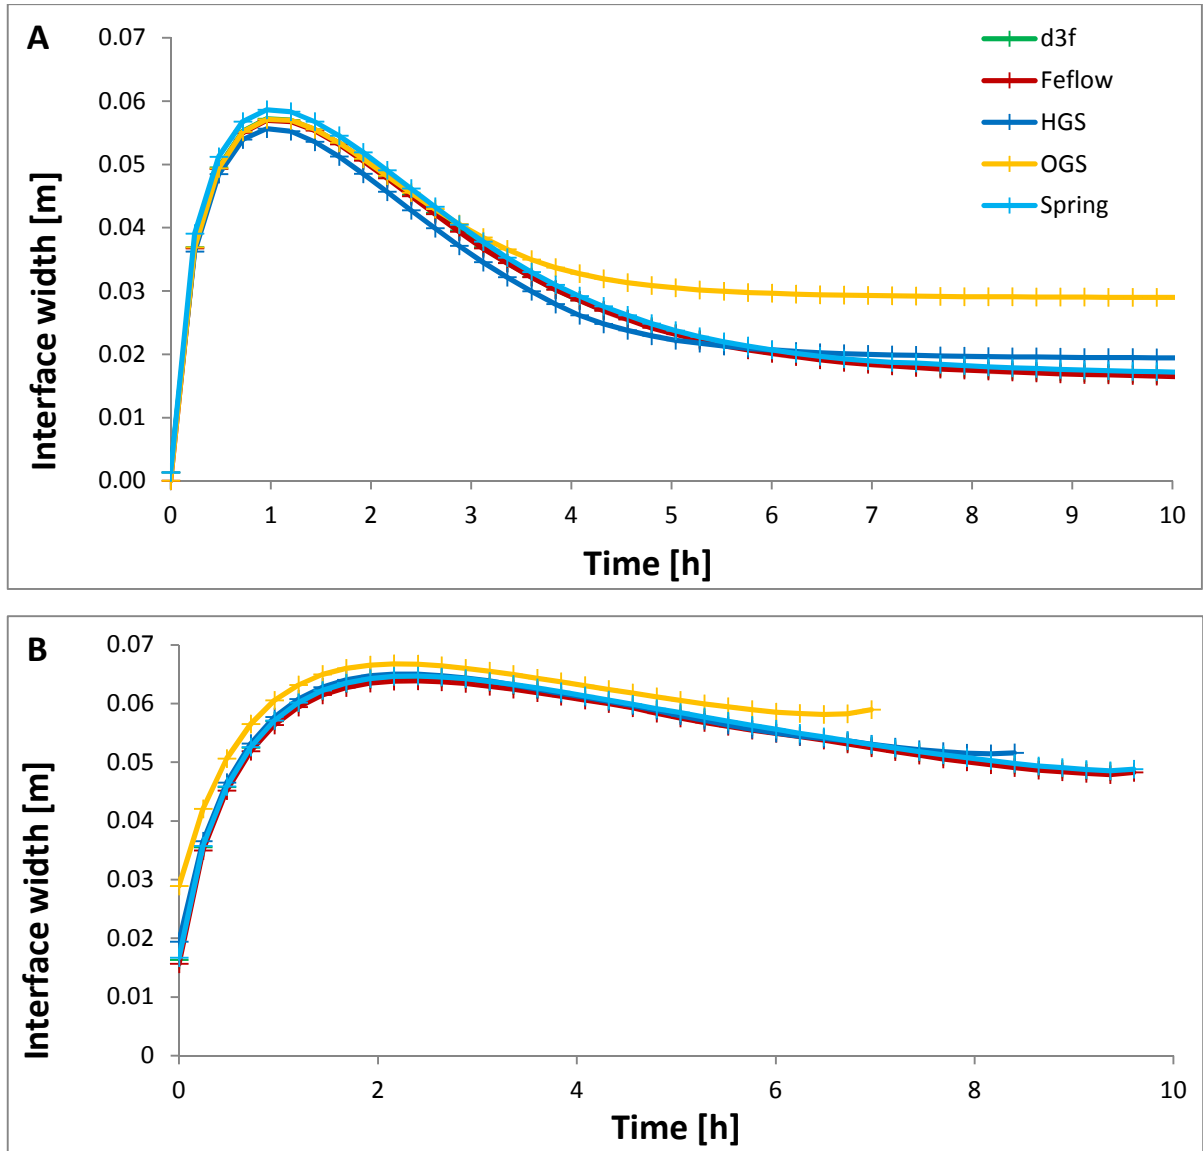 A
d3f
Feflow
HGS
OGS
Spring
Interface width [m]
0.07
0.06
0.05
0.04
0.03
0.02
0.01
0.00
0 1 2 3 4 5 6 7 8 9 10
Time [h]
B
Interface width [m]
0.07
0.06
0.05
0.04
0.03
0.02
0.01
0
0 2 4 6 8 10
Time [h]